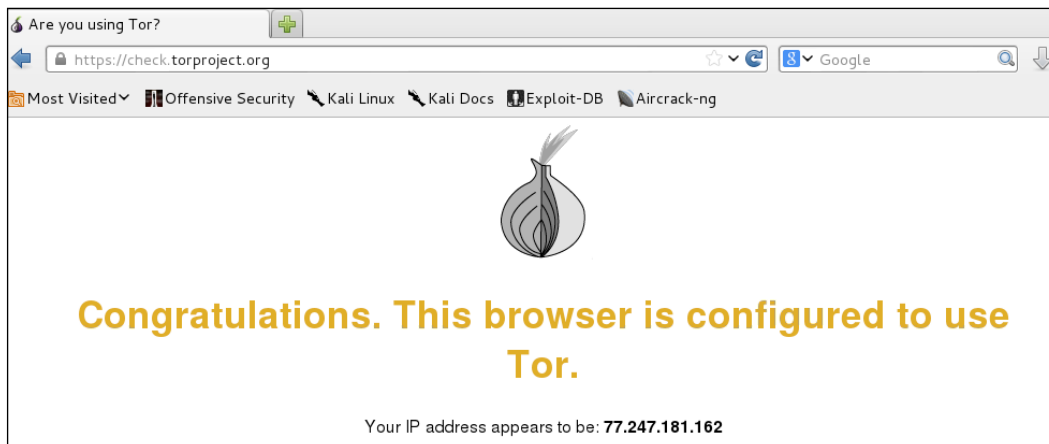 Are you using Tor?
https://check.torproject.org
8 Google
Most Visited Offensive Security Kali Linux Kali Docs Exploit-DB Aircrack-ng
Congratulations. This browser is configured to use
Tor.
Your IP address appears to be: 77.247.181.162